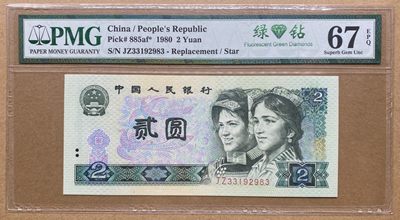 PMG
PAPER MONEY GUARANTY
China / People's Republic
Pick# 885af* 1980 2 Yuan
S/N JZ33192983 - Replacement / Star
绿 钻
Fluorescent Green Diamonds
67 EPQ
Superb Gem Unc
中国人民银行
贰圆
2
JZ33192983
2
2